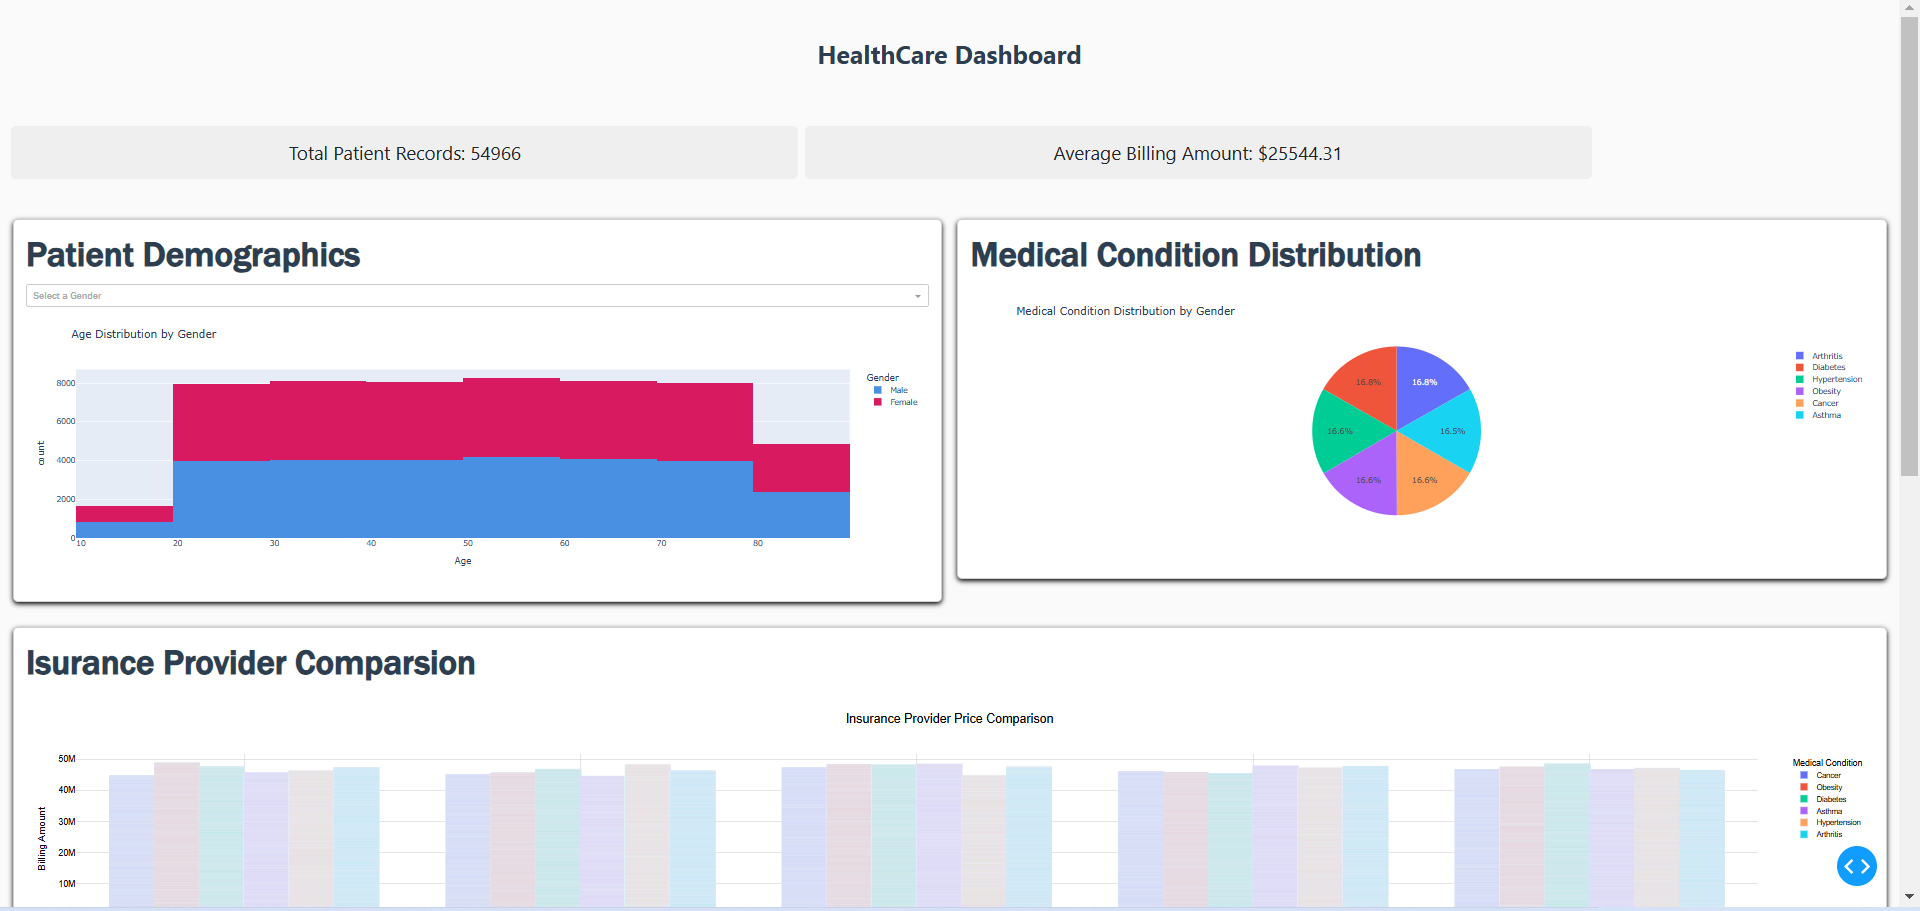 HealthCare Dashboard
Total Patient Records: 54966
Average Billing Amount: $25544.31
Patient Demographics
Select a Gender
Age Distribution by Gender
8000
6000
4000
2000
0
count
10 20 30 40 50 60 70 80
Age
Gender
Male
Female
Medical Condition Distribution
Medical Condition Distribution by Gender
16.8%
16.8%
16.6%
16.5%
16.6%
16.6%
Arthritis
Diabetes
Hypertension
Obesity
Cancer
Asthma
Isurance Provider Comparsion
Insurance Provider Price Comparison
50M
40M
30M
20M
10M
Billing Amount
Medical Condition
Cancer
Obesity
Diabetes
Asthma
Hypertension
Arthritis